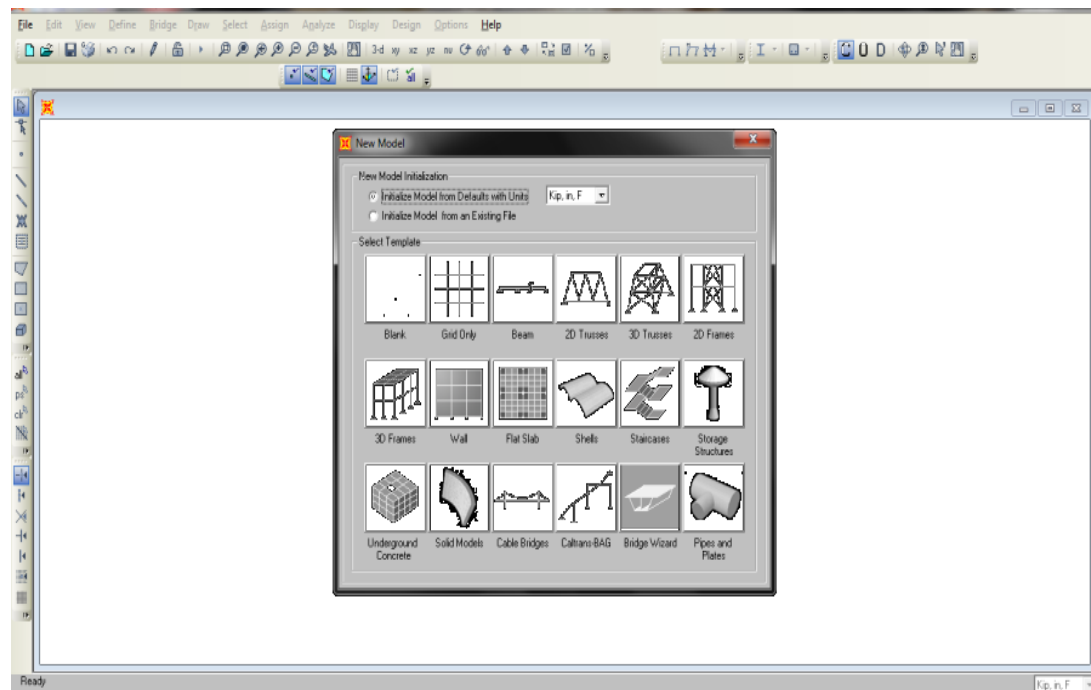 File Edit View Define Bridge Draw Select Assign Analyze Display Design Options Help
3-d xy xz yz nv
all
New Model
New Model Initialization
Initialize Model from Defaults with Units Kip, in, F
Initialize Model from an Existing File
Select Template
Blank Grid Only Beam 2D Trusses 3D Trusses 2D Frames
3D Frames Wall Flat Slab Shells Staircases Storage Structures
Underground Concrete Solid Models Cable Bridges Caltrans-BAG Bridge Wizard Pipes and Plates
Ready Kip, in, F